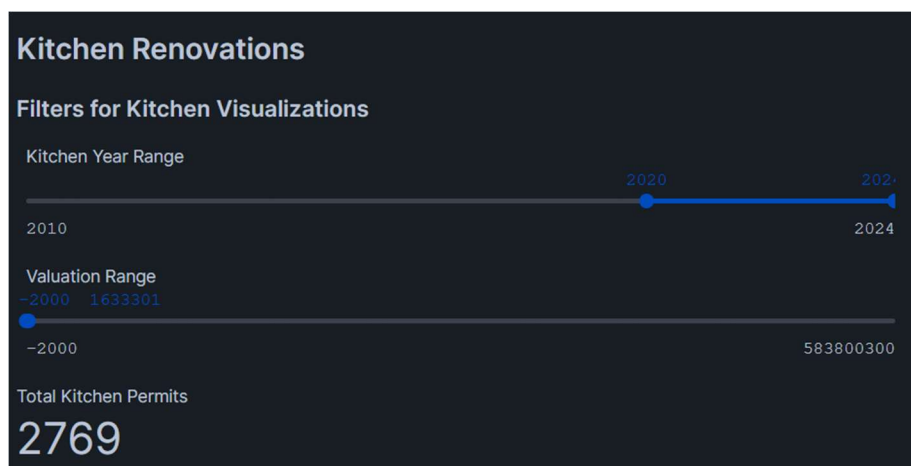 Kitchen Renovations
Filters for Kitchen Visualizations
Kitchen Year Range
2020
2010 2024
Valuation Range
-2000 1633301
-2000 583800300
Total Kitchen Permits
2769